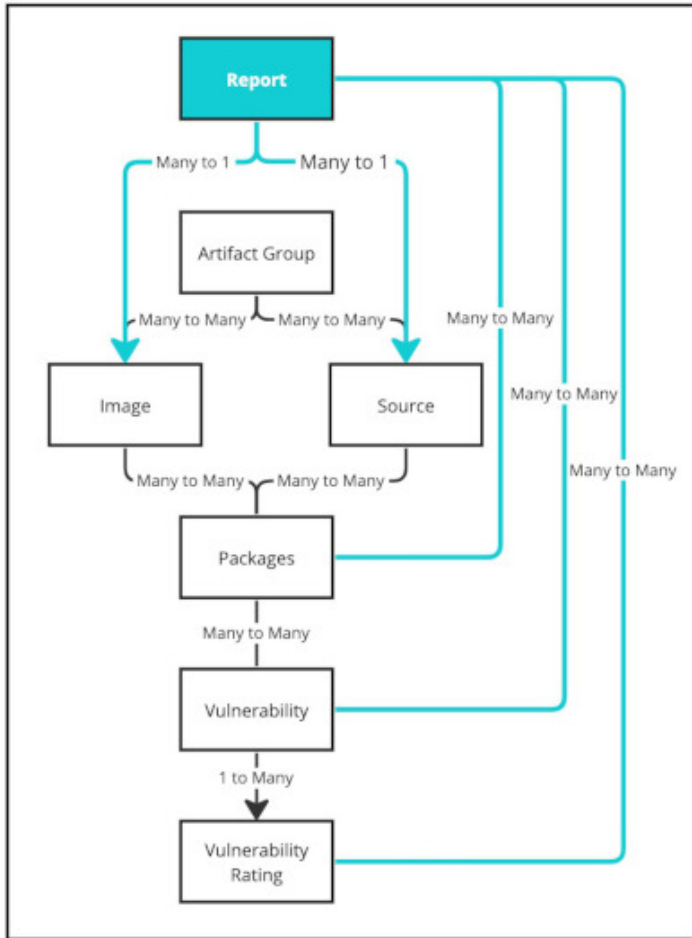 Report
Many to 1
Many to 1
Artifact Group
Many to Many
Many to Many
Many to Many
Image
Source
Many to Many
Many to Many
Many to Many
Many to Many
Packages
Many to Many
Vulnerability
1 to Many
Vulnerability
Rating